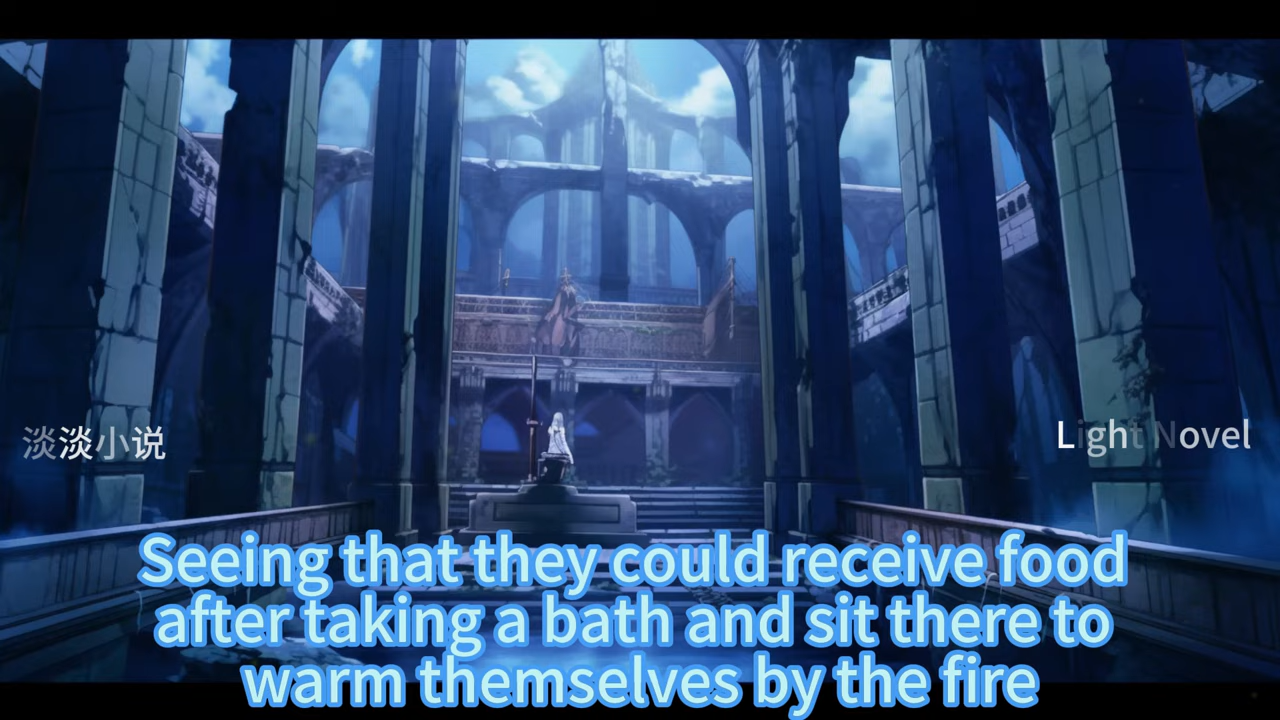 淡淡小说
Light Novel
Seeing that they could receive food
after taking a bath and sit there to
warm themselves by the fire